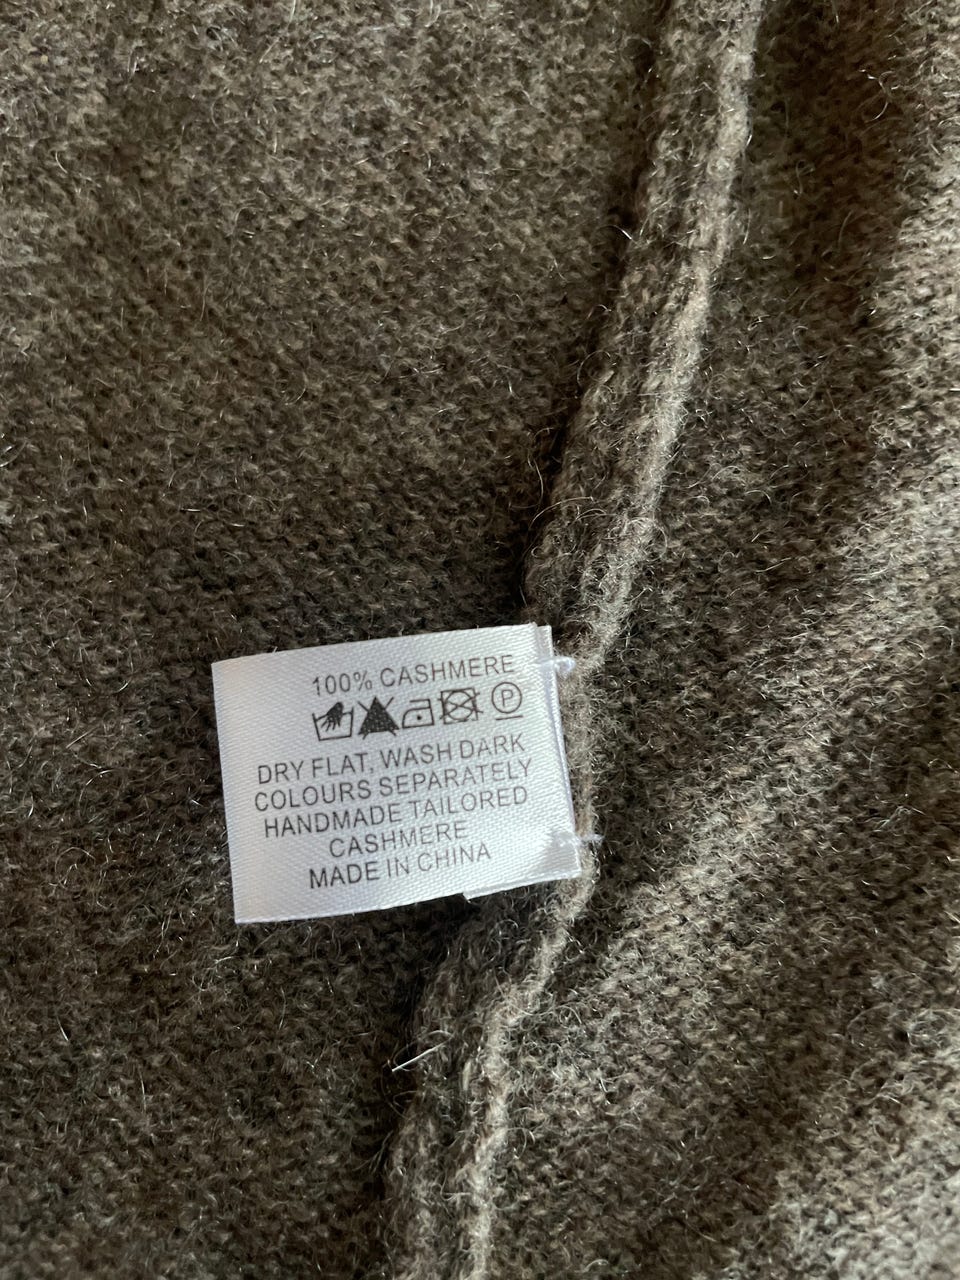 100% CASHMERE
P
DRY FLAT, WASH DARK
COLOURS SEPARATELY
HANDMADE TAILORED
CASHMERE
MADE IN CHINA